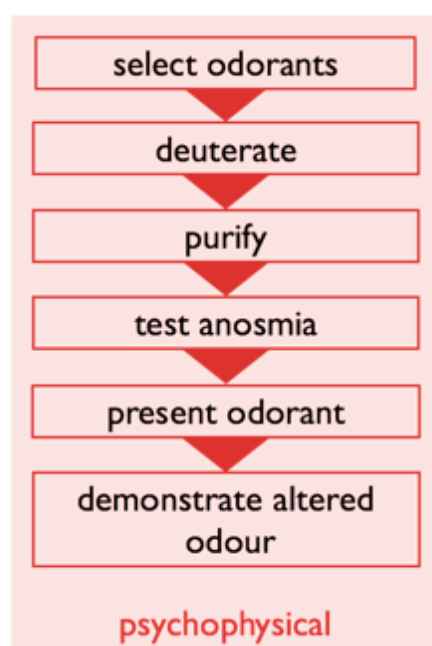 select odorants
deuterate
purify
test anosmia
present odorant
demonstrate altered
odour
psychophysical